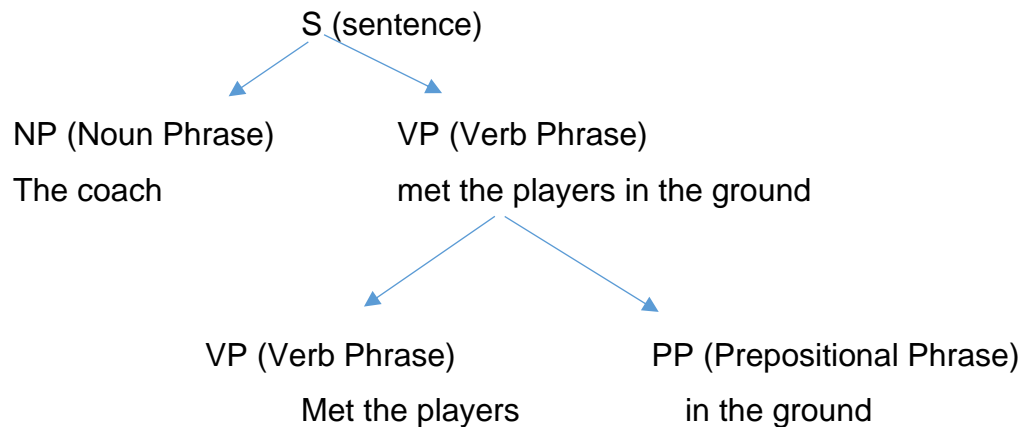 S (sentence)
NP (Noun Phrase) VP (Verb Phrase)
The coach met the players in the ground
VP (Verb Phrase) PP (Prepositional Phrase)
Met the players in the ground